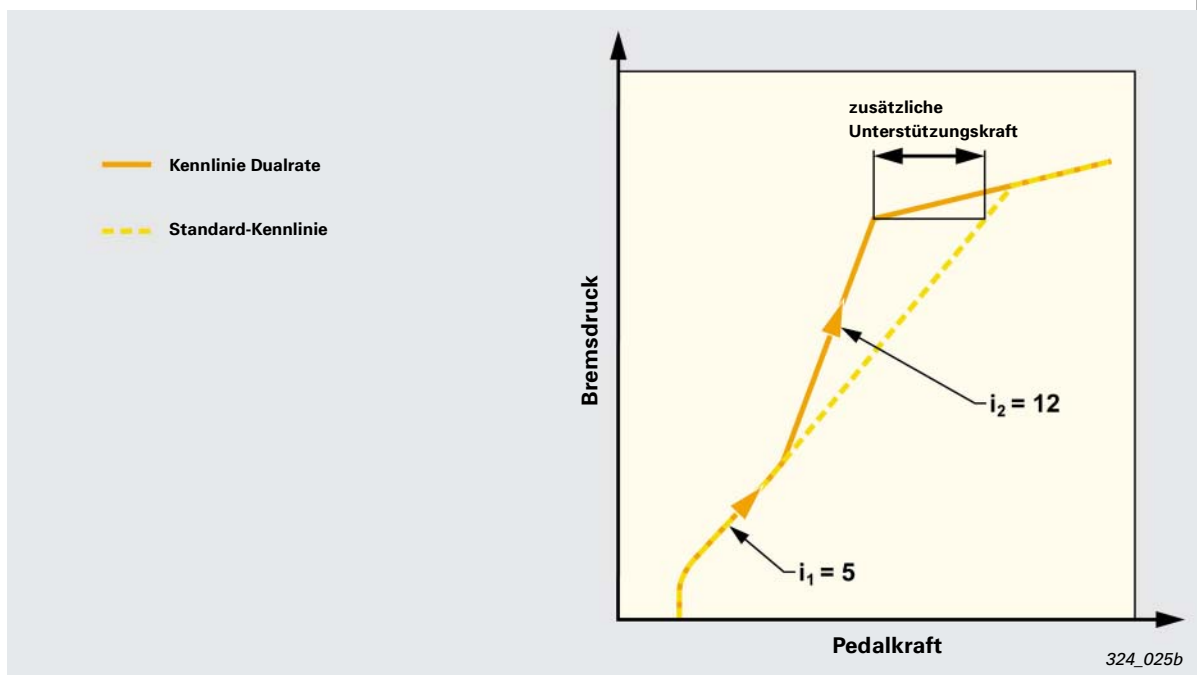 Kennlinie Dualrate
Standard-Kennlinie
zusätzliche
Unterstützungskraft
Bremsdruck
i₂ = 12
i₁ = 5
Pedalkraft
324_025b